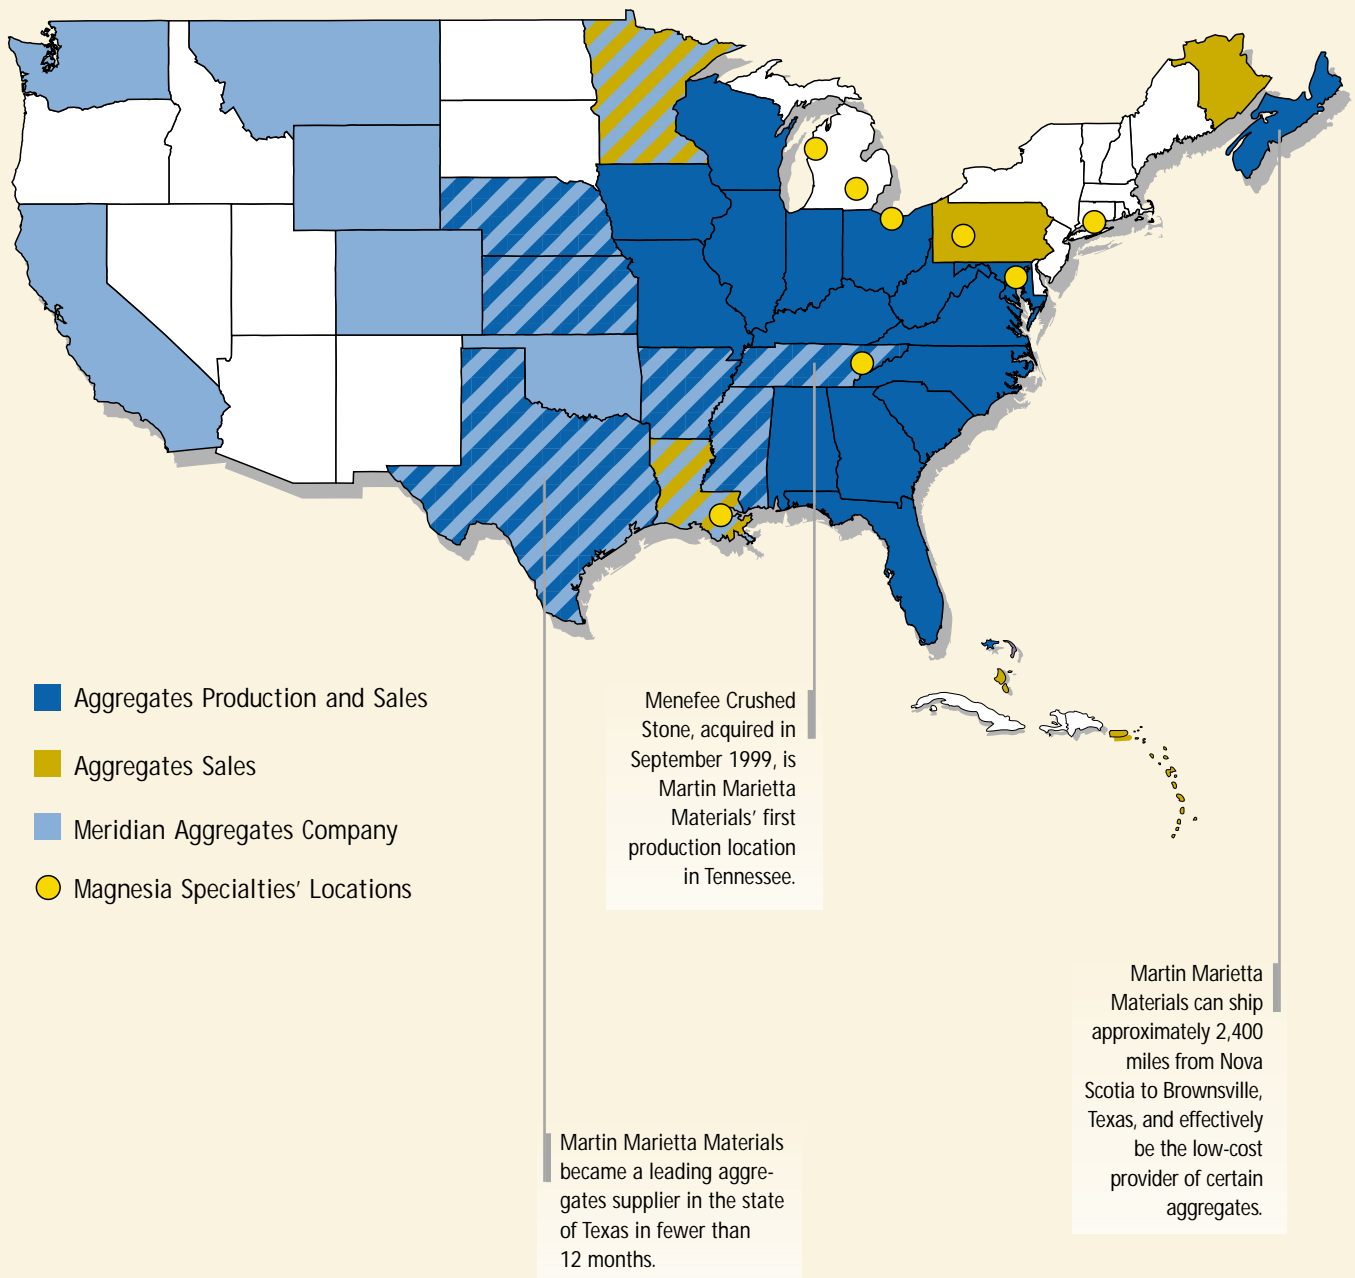 Aggregates Production and Sales
Aggregates Sales
Meridian Aggregates Company
Magnesia Specialties' Locations
Menefee Crushed
Stone, acquired in
September 1999, is
Martin Marietta
Materials' first
production location
in Tennessee.
Martin Marietta
Materials can ship
approximately 2,400
miles from Nova
Scotia to Brownsville,
Texas, and effectively
be the low-cost
provider of certain
aggregates.
Martin Marietta Materials
became a leading aggre-
gates supplier in the state
of Texas in fewer than
12 months.